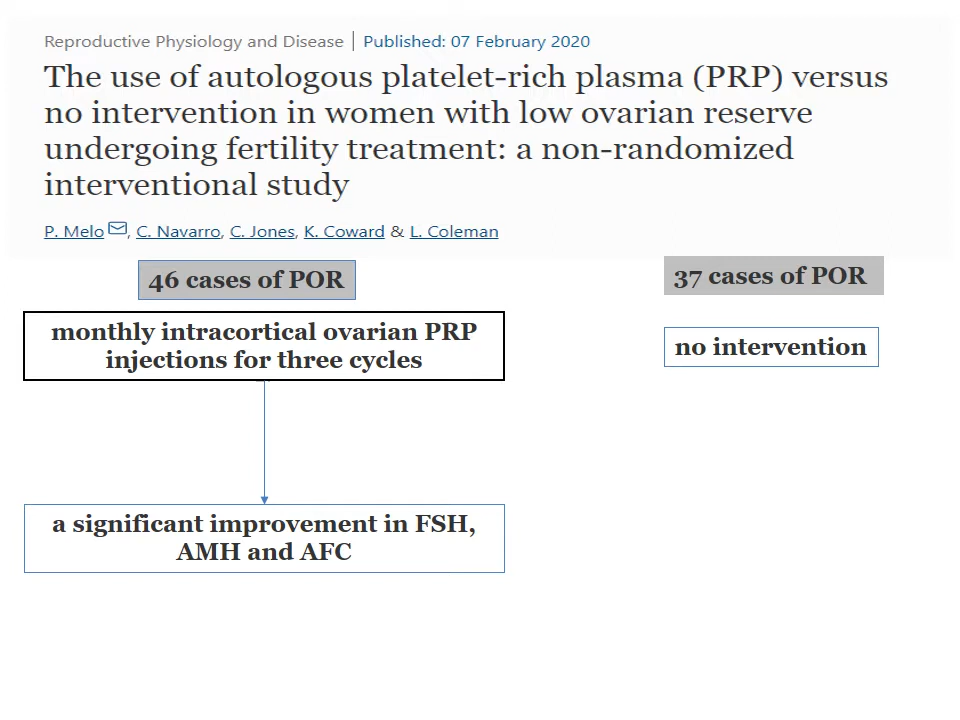 Reproductive Physiology and Disease | Published: 07 February 2020
The use of autologous platelet-rich plasma (PRP) versus
no intervention in women with low ovarian reserve
undergoing fertility treatment: a non-randomized
interventional study
P. Melo, C. Navarro, C. Jones, K. Coward & L. Coleman
46 cases of POR
monthly intracortical ovarian PRP
injections for three cycles
a significant improvement in FSH,
AMH and AFC
37 cases of POR
no intervention